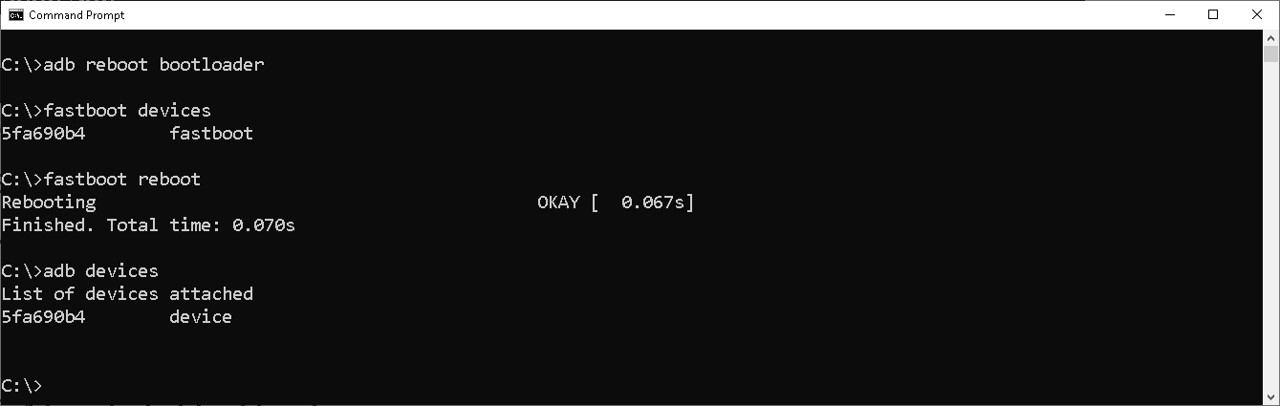 Command Prompt
C:\>adb reboot bootloader
C:\>fastboot devices
5fa690b4        fastboot
C:\>fastboot reboot
Rebooting                                          OKAY [  0.067s]
Finished. Total time: 0.070s
C:\>adb devices
List of devices attached
5fa690b4        device
C:\>